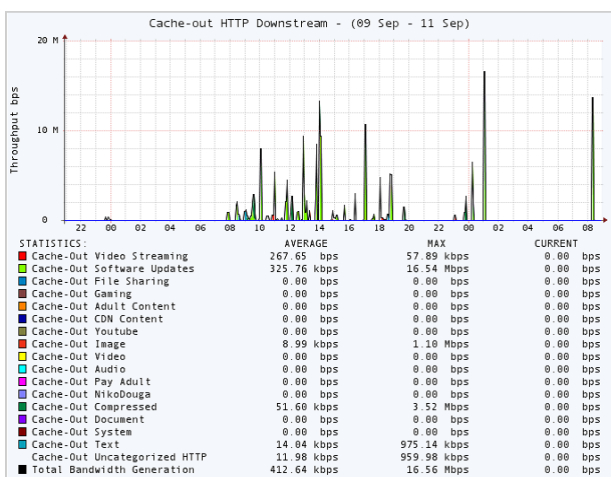 Cache-out HTTP Downstream - (09 Sep - 11 Sep)
20 M
10 M
0
Throughput bps
22 00 02 04 06 08 10 12 14 16 18 20 22 00 02 04 06 08
STATISTICS: AVERAGE MAX CURRENT
Cache-Out Video Streaming 267.65 bps 57.89 kbps 0.00 bps
Cache-Out Software Updates 325.76 kbps 16.54 Mbps 0.00 bps
Cache-Out File Sharing 0.00 bps 0.00 bps 0.00 bps
Cache-Out Gaming 0.00 bps 0.00 bps 0.00 bps
Cache-Out Adult Content 0.00 bps 0.00 bps 0.00 bps
Cache-Out CDN Content 0.00 bps 0.00 bps 0.00 bps
Cache-Out Youtube 0.00 bps 0.00 bps 0.00 bps
Cache-Out Image 8.99 kbps 1.10 Mbps 0.00 bps
Cache-Out Video 0.00 bps 0.00 bps 0.00 bps
Cache-Out Audio 0.00 bps 0.00 bps 0.00 bps
Cache-Out Pay Adult 0.00 bps 0.00 bps 0.00 bps
Cache-Out NikoDouga 0.00 bps 0.00 bps 0.00 bps
Cache-Out Compressed 51.60 kbps 3.52 Mbps 0.00 bps
Cache-Out Document 0.00 bps 0.00 bps 0.00 bps
Cache-Out System 0.00 bps 0.00 bps 0.00 bps
Cache-Out Text 14.04 kbps 975.14 kbps 0.00 bps
Cache-Out Uncategorized HTTP 11.98 kbps 959.98 kbps 0.00 bps
Total Bandwidth Generation 412.64 kbps 16.56 Mbps 0.00 bps